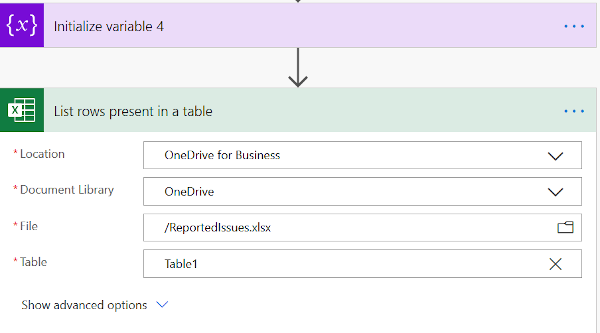 {x} Initialize variable 4 ...
X List rows present in a table ...
* Location OneDrive for Business
* Document Library OneDrive
* File /ReportedIssues.xlsx
* Table Table1
Show advanced options